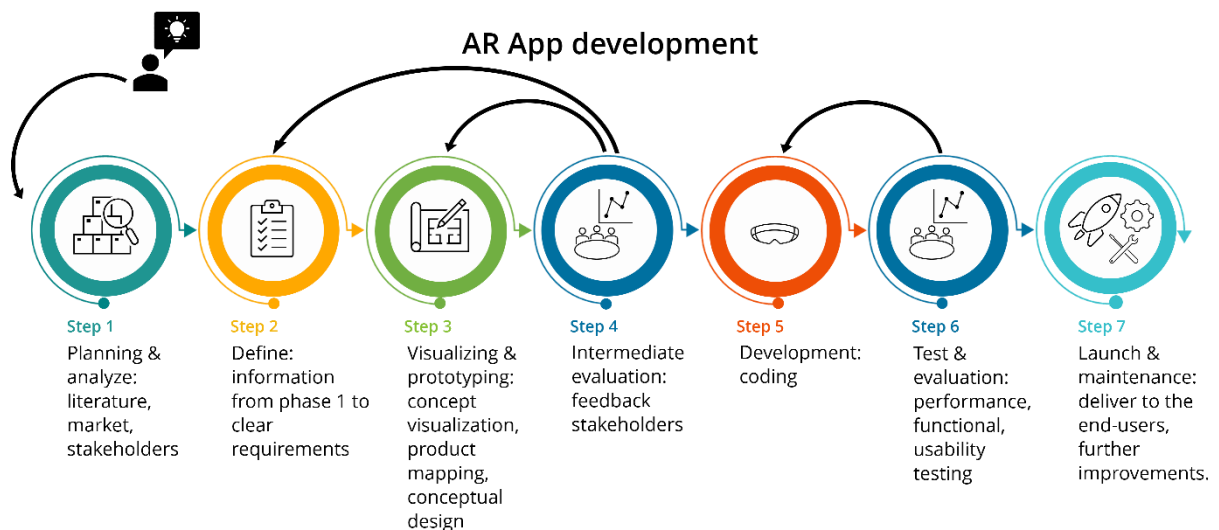 AR App development
Step 1
Planning &
analyze:
literature,
market,
stakeholders
Step 2
Define:
information
from phase 1 to
clear
requirements
Step 3
Visualizing &
prototyping:
concept
visualization,
product
mapping,
conceptual
design
Step 4
Intermediate
evaluation:
feedback
stakeholders
Step 5
Development:
coding
Step 6
Test &
evaluation:
performance,
functional,
usability
testing
Step 7
Launch &
maintenance:
deliver to the
end-users,
further
improvements.